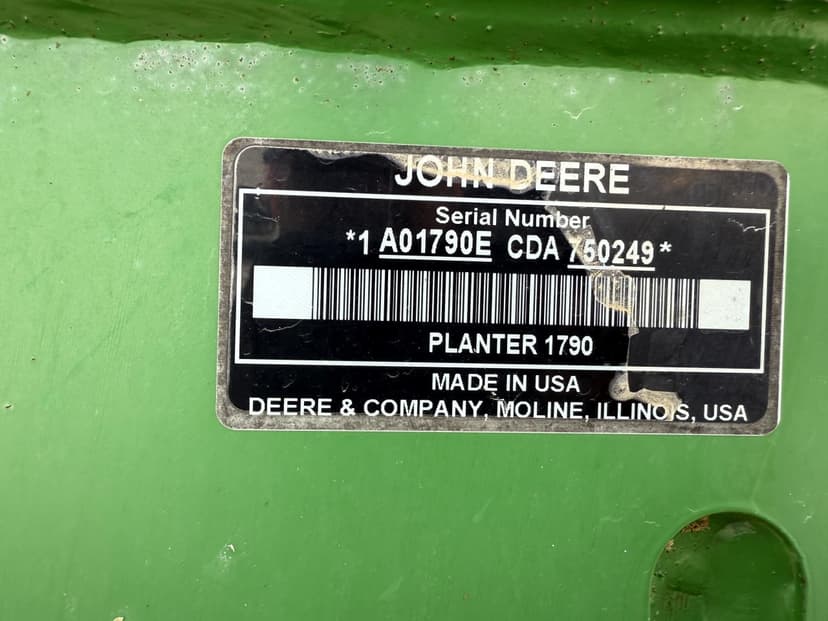 JOHN DEERE
Serial Number
*1 A01790E CDA 750249*
PLANTER 1790
MADE IN USA
DEERE & COMPANY, MOLINE, ILLINOIS, USA